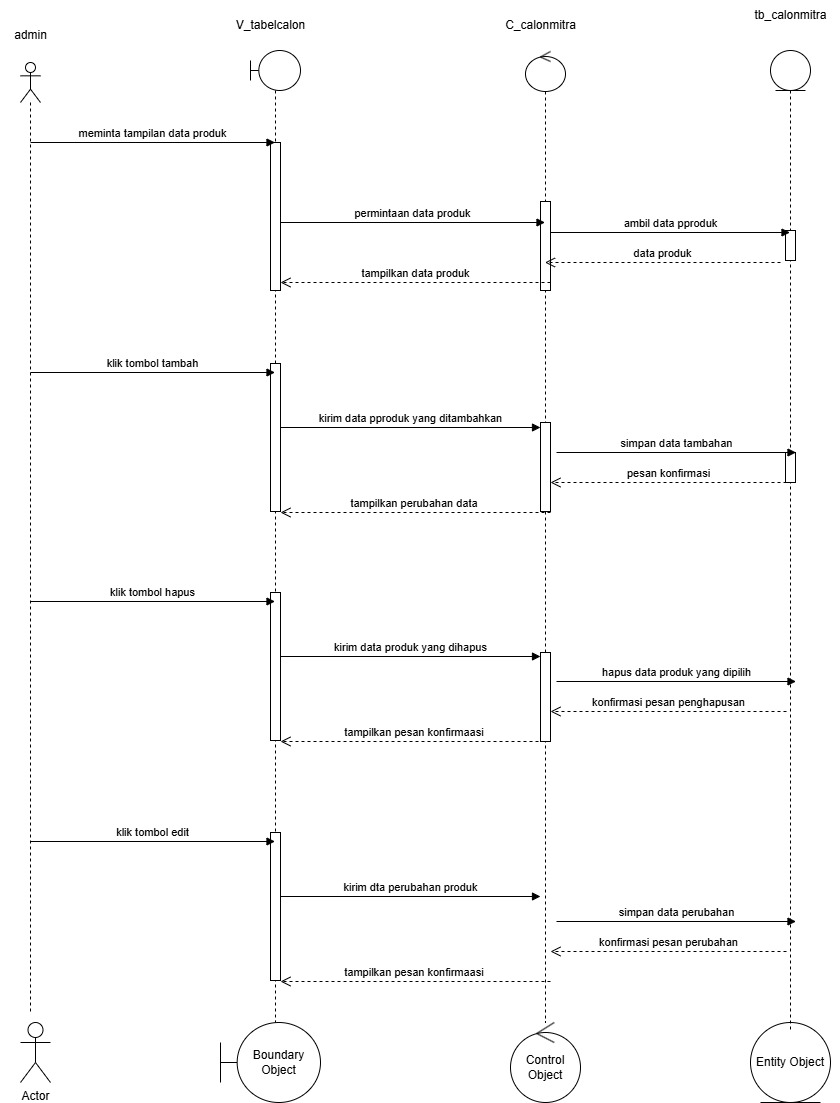 tb_calonmitra
V_tabelcalon
C_calonmitra
admin
meminta tampilan data produk
permintaan data produk
ambil data pproduk
data produk
tampilkan data produk
klik tombol tambah
kirim data pproduk yang ditambahkan
simpan data tambahan
pesan konfirmasi
tampilkan perubahan data
klik tombol hapus
kirim data produk yang dihapus
hapus data produk yang dipilih
konfirmasi pesan penghapusan
tampilkan pesan konfirmaasi
klik tombol edit
kirim dta perubahan produk
simpan data perubahan
konfirmasi pesan perubahan
tampilkan pesan konfirmaasi
Boundary
Object
Control
Object
Entity Object
Actor